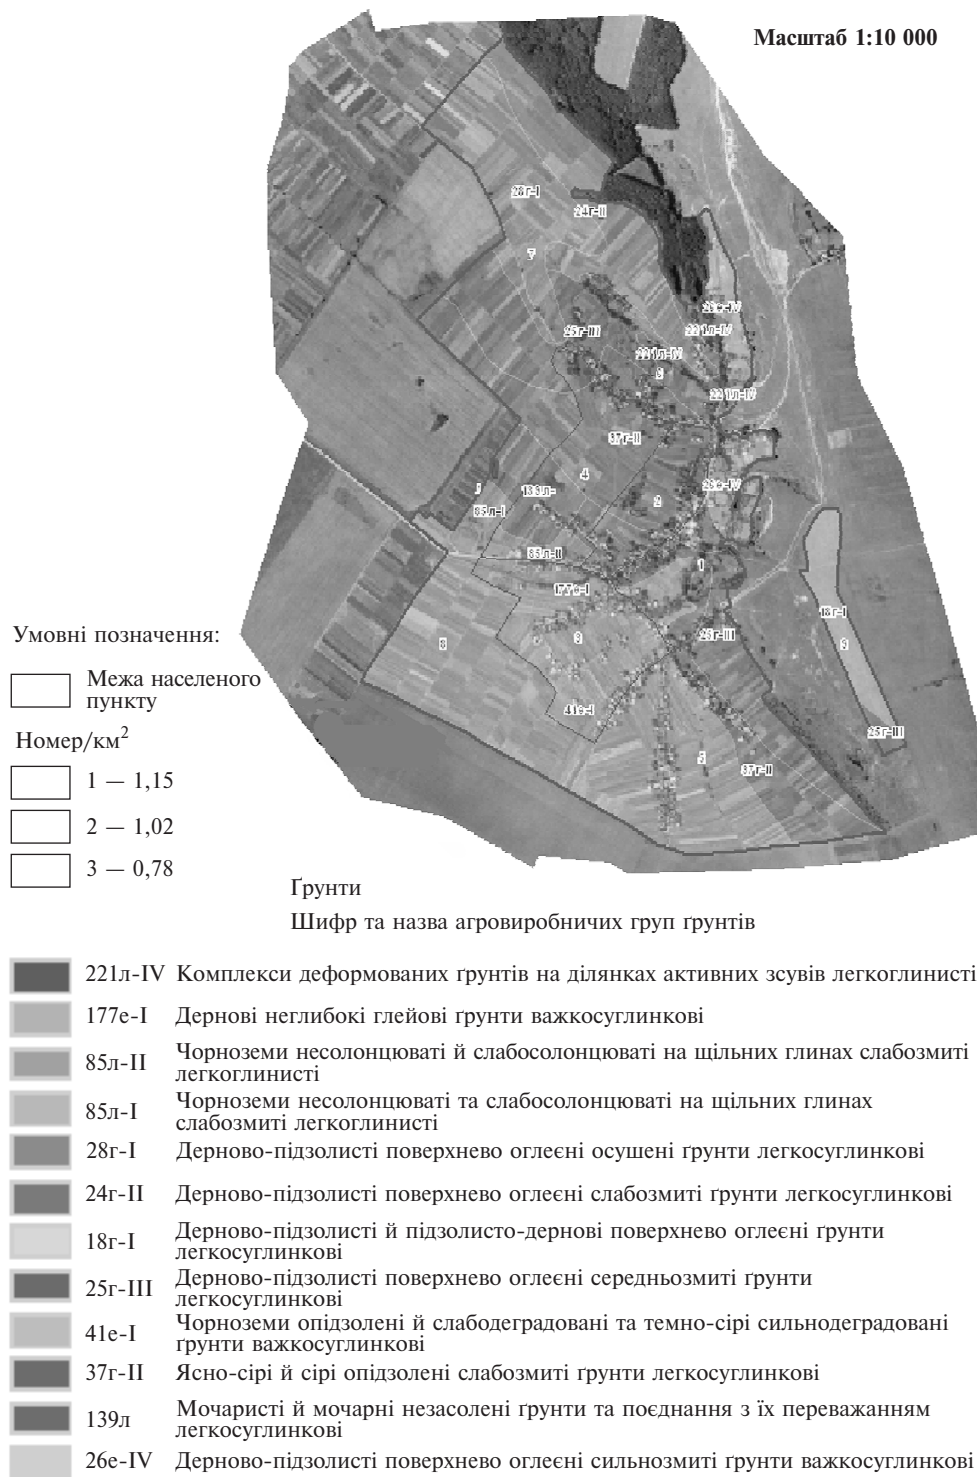 Масштаб 1:10 000
28г-I
24г-II
7
26е-IV
25г-III
221л-IV
221л-IV
6
221л-IV
37г-II
4
26е-IV
139л-
2
85л-I
85л-II
1
177е-I
18г-I
Умовні позначення:
25г-III
3
8
9
Межа населеного
пункту
41е-I
25г-III
Номер/км²
5
37г-II
1 — 1,15
2 — 1,02
3 — 0,78
Ґрунти
Шифр та назва агровиробничих груп ґрунтів
221л-IV Комплекси деформованих ґрунтів на ділянках активних зсувів легкоглинисті
177е-I Дернові неглибокі глейові ґрунти важкосуглинкові
85л-II Чорноземи несолонцюваті й слабосолонцюваті на щільних глинах слабозмиті
легкоглинисті
85л-I Чорноземи несолонцюваті та слабосолонцюваті на щільних глинах
слабозмиті легкоглинисті
28г-I Дерново-підзолисті поверхнево оглеєні осушені ґрунти легкосуглинкові
24г-II Дерново-підзолисті поверхнево оглеєні слабозмиті ґрунти легкосуглинкові
18г-I Дерново-підзолисті й підзолисто-дернові поверхнево оглеєні ґрунти
легкосуглинкові
25г-III Дерново-підзолисті поверхнево оглеєні середньозмиті ґрунти
легкосуглинкові
41е-I Чорноземи опідзолені й слабодеградовані та темно-сірі сильнодеградовані
ґрунти важкосуглинкові
37г-II Ясно-сірі й сірі опідзолені слабозмиті ґрунти легкосуглинкові
139л Мочаристі й мочарні незасолені ґрунти та поєднання з їх переважанням
легкосуглинкові
26е-IV Дерново-підзолисті поверхнево оглеєні сильнозмиті ґрунти важкосуглинкові